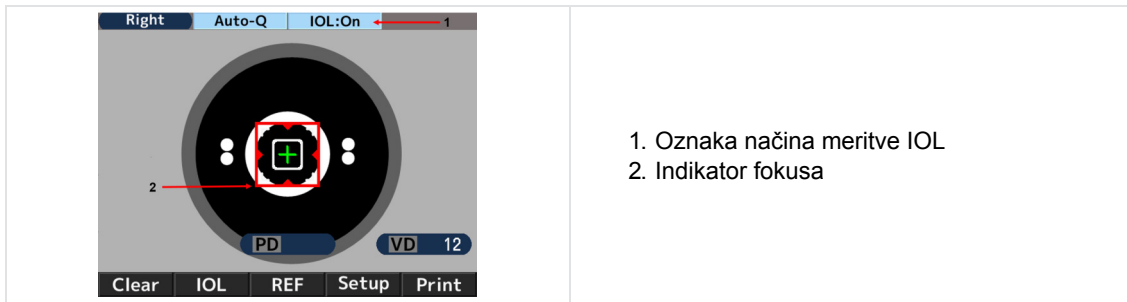 Right Auto-Q IOL:On 1
2
PD VD 12
Clear IOL REF Setup Print
1. Oznaka načina meritve IOL
2. Indikator fokusa